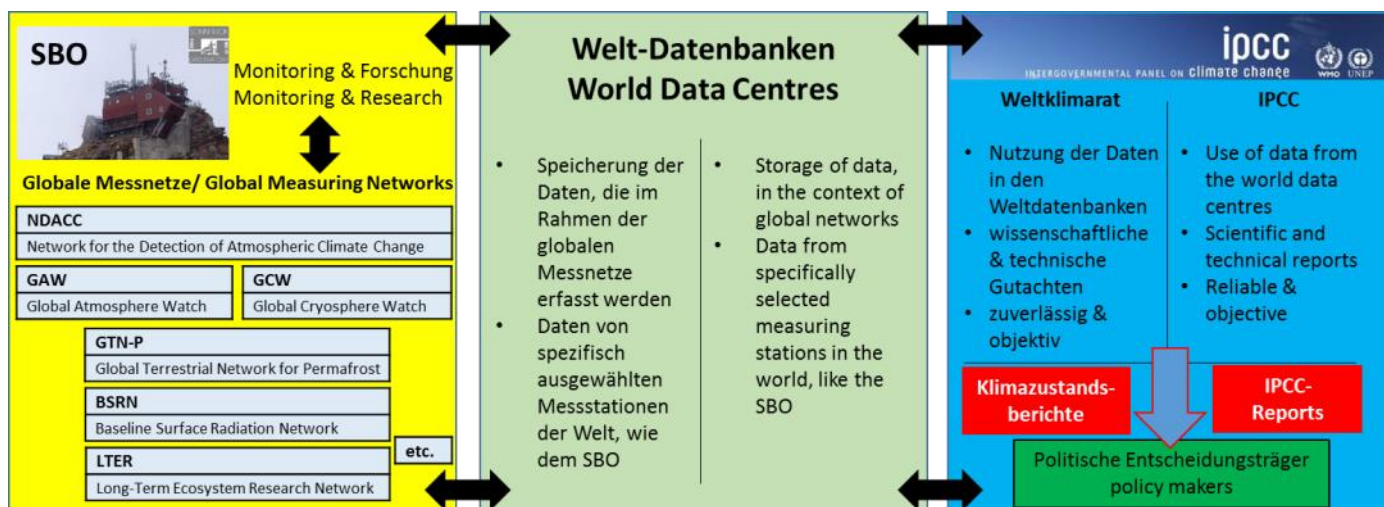 SBO
Monitoring & Forschung
Monitoring & Research
Globale Messnetze/ Global Measuring Networks
NDACC
Network for the Detection of Atmospheric Climate Change
GAW
Global Atmosphere Watch
GCW
Global Cryosphere Watch
GTN-P
Global Terrestrial Network for Permafrost
BSRN
Baseline Surface Radiation Network
LTER
Long-Term Ecosystem Research Network
etc.
Welt-Datenbanken
World Data Centres
• Speicherung der
Daten, die im
Rahmen der
globalen
Messnetze
erfasst werden
• Daten von
spezifisch
ausgewählten
Messstationen
der Welt, wie
dem SBO
• Storage of data,
in the context of
global networks
• Data from
specifically
selected
measuring
stations in the
world, like the
SBO
ipcc
INTERGOVERNMENTAL PANEL ON climate change
WMO
UNEP
Weltklimarat
• Nutzung der Daten
in den
Weltdatenbanken
• wissenschaftliche
& technische
Gutachten
• zuverlässig &
objektiv
IPCC
• Use of data from
the world data
centres
• Scientific and
technical reports
• Reliable &
objective
Klimazustands-
berichte
IPCC-
Reports
Politische Entscheidungsträger
policy makers